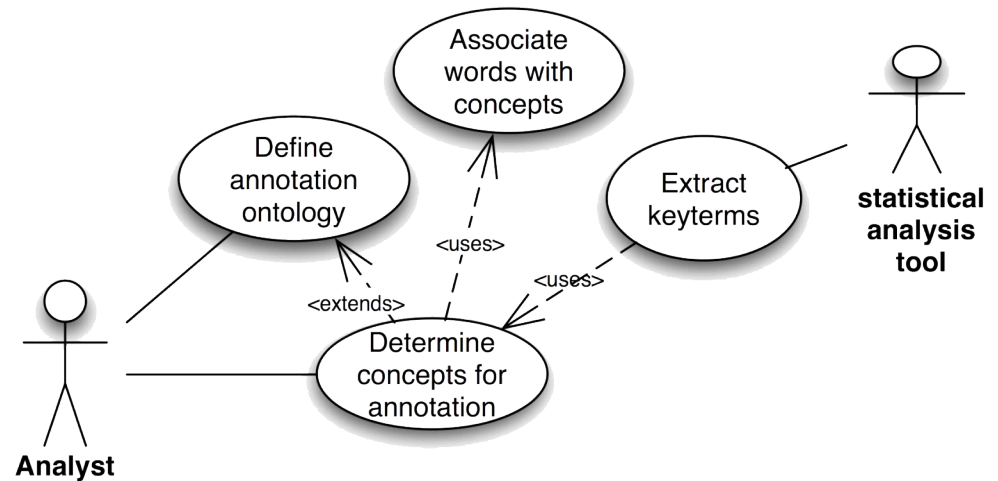 Associate
words with
concepts
Define
annotation
ontology
Extract
keyterms
statistical
analysis
tool
<uses>
<uses>
<extends>
Determine
concepts for
annotation
Analyst